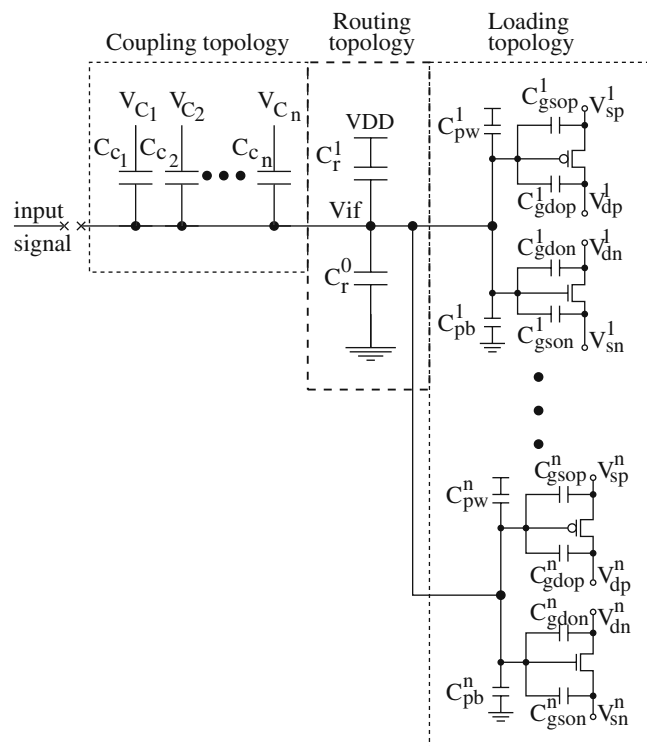 Coupling topology
Routing
topology
Loading
topology
V_{C_1} V_{C_2} V_{C_n}
C_{c_1} C_{c_2} C_{c_n}
VDD
C_r^1
Vif
input
signal
C_r^0
C_{pw}^1
C_{gsop}^1
V_{sp}^1
C_{gdop}^1
V_{dp}^1
C_{gdon}^1
V_{dn}^1
C_{pb}^1
C_{gson}^1
V_{sn}^1
C_{pw}^n
C_{gsop}^n
V_{sp}^n
C_{gdop}^n
V_{dp}^n
C_{gdon}^n
V_{dn}^n
C_{pb}^n
C_{gson}^n
V_{sn}^n